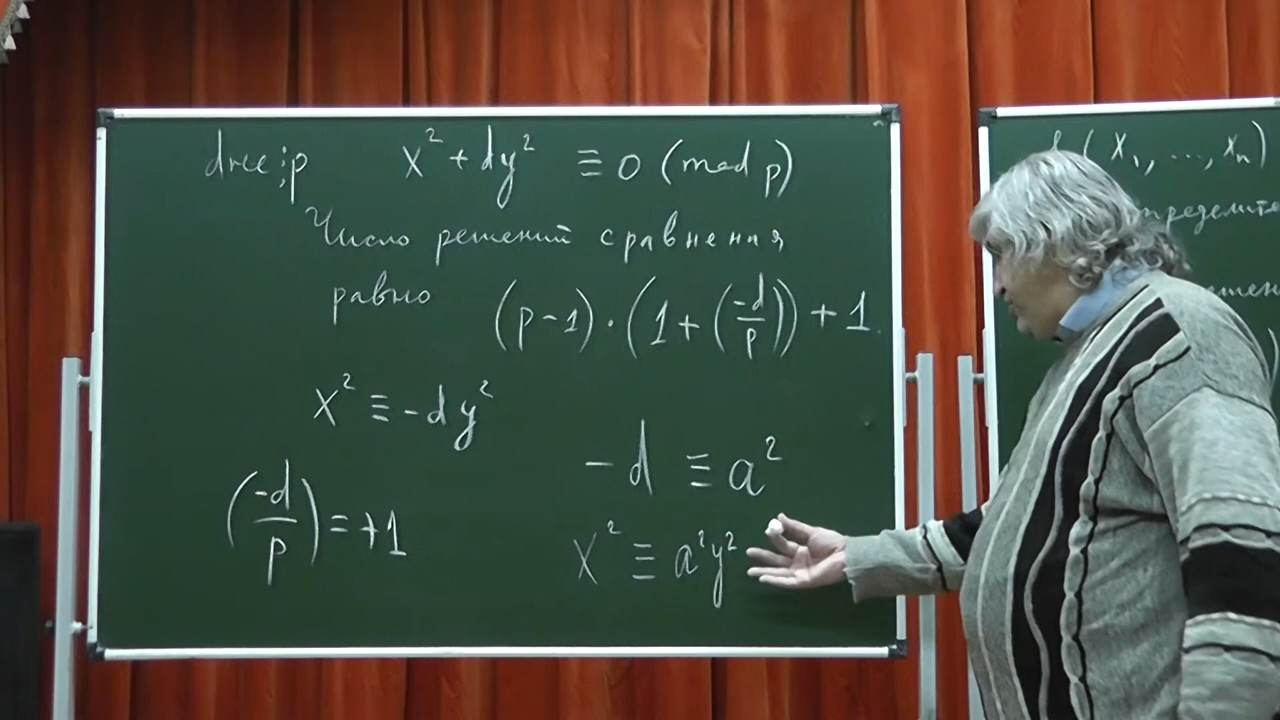 d не ⋮ p x² + dy² ≡ 0 (mod p)
Число решений сравнения
равно (p - 1) · (1 + (-d/p)) + 1
x² ≡ -dy²
-d ≡ a²
(-d/p) = +1
x² ≡ a²y²
(x₁, ..., xₙ)